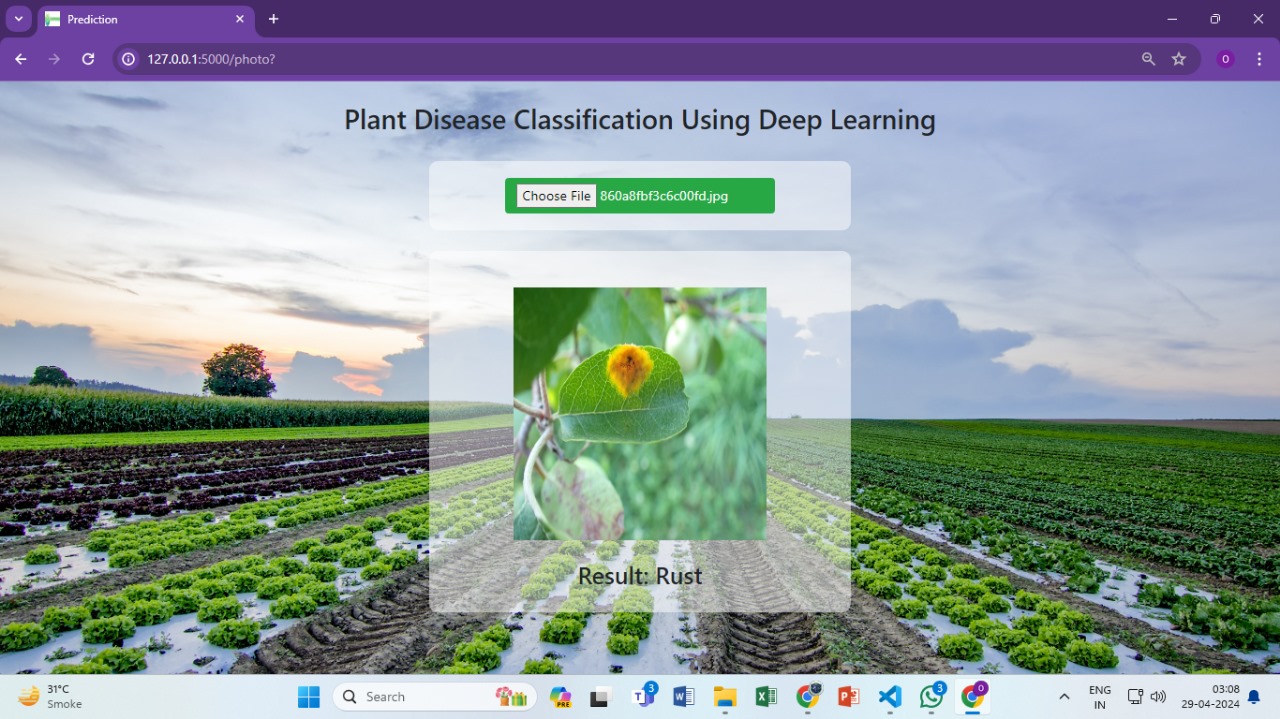 Prediction
127.0.0.1:5000/photo?
O
Plant Disease Classification Using Deep Learning
Choose File 860a8fbf3c6c00fd.jpg
Result: Rust
31°C
Smoke
Search
PRE
3
3
O
ENG
IN
03:08
29-04-2024